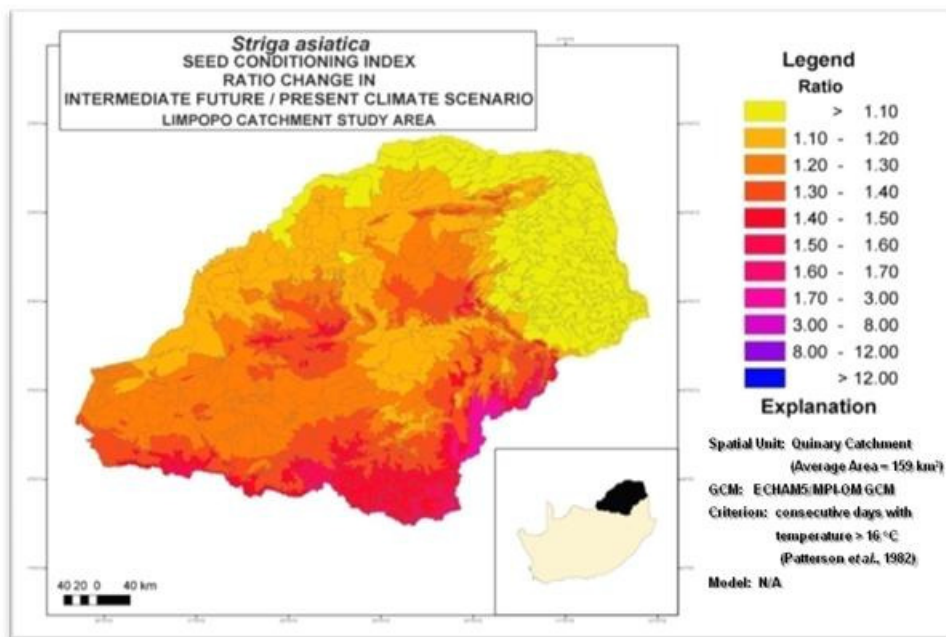 Striga asiatica
SEED CONDITIONING INDEX
RATIO CHANGE IN
INTERMEDIATE FUTURE / PRESENT CLIMATE SCENARIO
LIMPOPO CATCHMENT STUDY AREA
Legend
Ratio
> 1.10
1.10 - 1.20
1.20 - 1.30
1.30 - 1.40
1.40 - 1.50
1.50 - 1.60
1.60 - 1.70
1.70 - 3.00
3.00 - 8.00
8.00 - 12.00
> 12.00
Explanation
Spatial Unit: Quinary Catchment
(Average Area = 159 km²)
GCM: ECHAM5/MPI-OM GCM
Criterion: consecutive days with
temperature > 16 °C
(Patterson et al., 1982)
Model: N/A
40 20 0 40 km